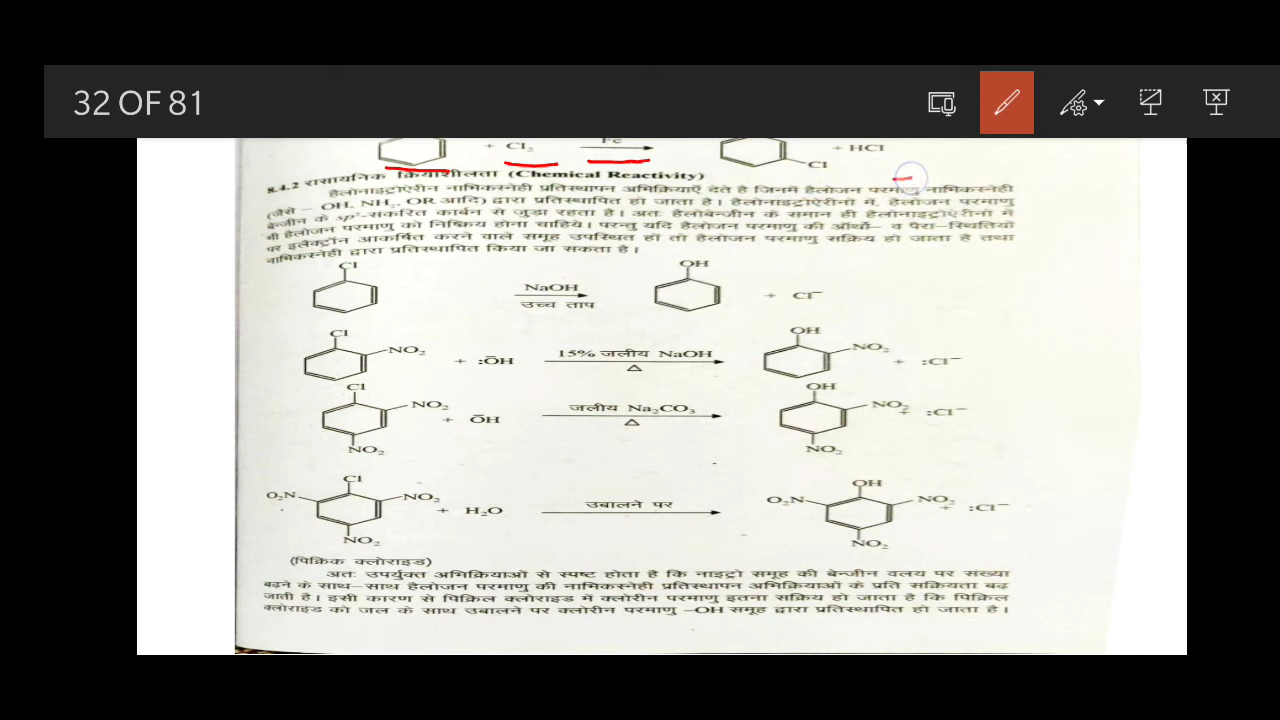 32 OF 81
+ Cl₂ Fe + HCl
Cl
8.4.2 रासायनिक क्रियाशीलता (Chemical Reactivity)
हैलोनाइट्रोऐरीन नाभिकस्नेही प्रतिस्थापन अभिक्रियाएँ देते है जिनमें हैलोजन परमाणु नाभिकस्नेही
(जैसे – OH, NH₂, OR आदि) द्वारा प्रतिस्थापित हो जाता है। हैलोनाइट्रोऐरीनो में, हैलोजन परमाणु
बेन्जीन के sp²-संकरित कार्बन से जुड़ा रहता है। अतः हैलोबेन्जीन के समान ही हैलोनाइट्रोऐरीनो में
भी हैलोजन परमाणु को निष्क्रिय होना चाहिये। परन्तु यदि हैलोजन परमाणु की ऑर्थो– व पैरा–स्थितियों
पर इलेक्ट्रॉन आकर्षित करने वाले समूह उपस्थित हो तो हैलोजन परमाणु सक्रिय हो जाता है तथा
नाभिकस्नेही द्वारा प्रतिस्थापित किया जा सकता है।
Cl OH
NaOH + Cl⁻
उच्च ताप
Cl OH
NO₂ + :ŌH 15% जलीय NaOH NO₂ + :Cl⁻
Δ
Cl OH
NO₂ + ŌH जलीय Na₂CO₃ NO₂ + :Cl⁻
Δ
NO₂ NO₂
Cl OH
O₂N NO₂ + H₂O उबालने पर O₂N NO₂ + :Cl⁻
NO₂ NO₂
(पिक्रिक क्लोराइड)
अतः उपर्युक्त अभिक्रियाओं से स्पष्ट होता है कि नाइट्रो समूह की बेन्जीन वलय पर संख्या
बढ़ने के साथ–साथ हैलोजन परमाणु की नाभिकस्नेही प्रतिस्थापन अभिक्रियाओं के प्रति सक्रियता बढ़
जाती है। इसी कारण से पिक्रिल क्लोराइड में क्लोरीन परमाणु इतना सक्रिय हो जाता है कि पिक्रिल
क्लोराइड को जल के साथ उबालने पर क्लोरीन परमाणु –OH समूह द्वारा प्रतिस्थापित हो जाता है।